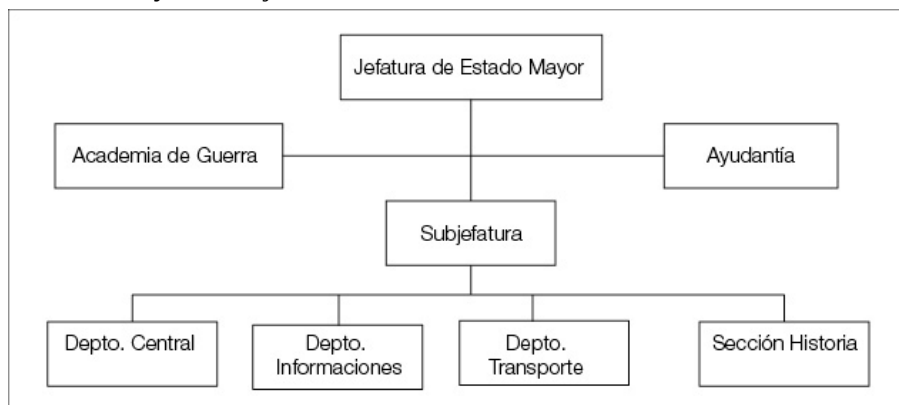 Jefatura de Estado Mayor
Academia de Guerra
Ayudantía
Subjefatura
Depto. Central
Depto.
Informaciones
Depto.
Transporte
Sección Historia